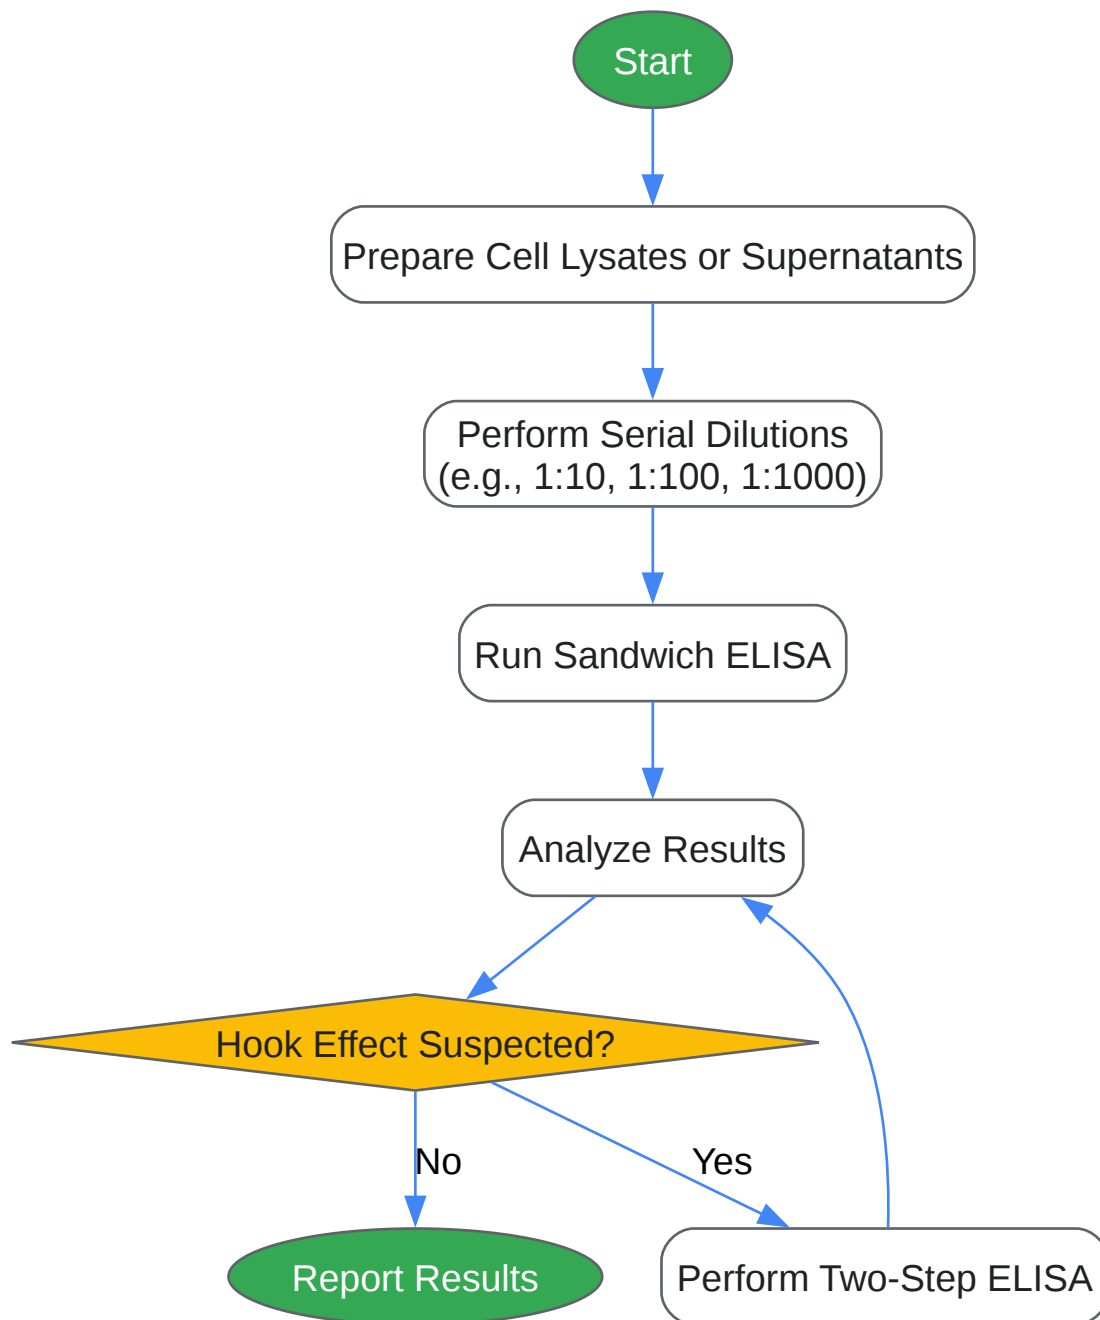 Start
Prepare Cell Lysates or Supernatants
Perform Serial Dilutions
(e.g., 1:10, 1:100, 1:1000)
Run Sandwich ELISA
Analyze Results
Hook Effect Suspected?
No
Yes
Report Results
Perform Two-Step ELISA